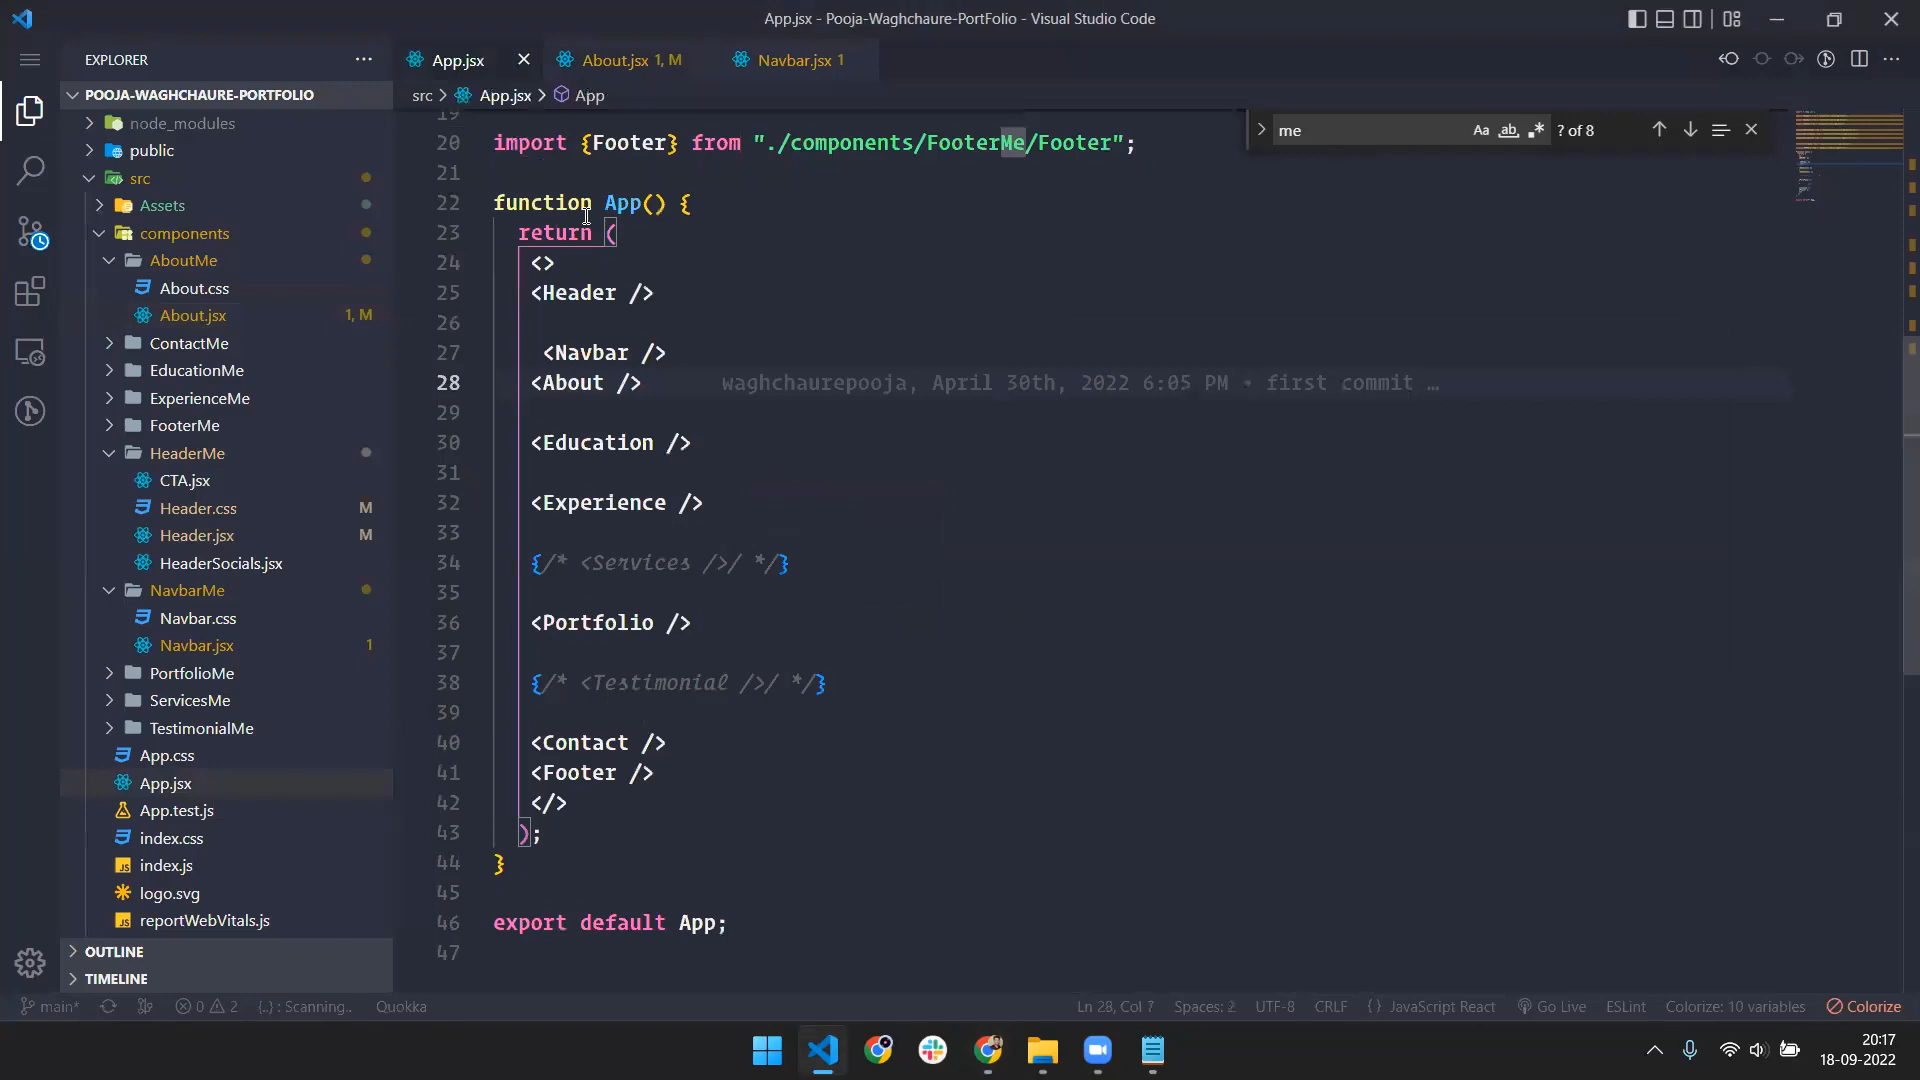 App.jsx - Pooja-Waghchaure-PortFolio - Visual Studio Code
EXPLORER
POOJA-WAGHCHAURE-PORTFOLIO
node_modules
public
src
Assets
components
AboutMe
About.css
About.jsx 1, M
ContactMe
EducationMe
ExperienceMe
FooterMe
HeaderMe
CTA.jsx
Header.css M
Header.jsx M
HeaderSocials.jsx
NavbarMe
Navbar.css
Navbar.jsx 1
PortfolioMe
ServicesMe
TestimonialMe
App.css
App.jsx
App.test.js
index.css
index.js
logo.svg
reportWebVitals.js
OUTLINE
TIMELINE
App.jsx About.jsx 1, M Navbar.jsx 1
src > App.jsx > App
me Aa ab ? of 8
19
20 import {Footer} from "./components/FooterMe/Footer";
21
22 function App() {
23 return (
24 <>
25 <Header />
26
27 <Navbar />
28 <About /> waghchaurepooja, April 30th, 2022 6:05 PM • first commit …
29
30 <Education />
31
32 <Experience />
33
34 {/* <Services />/ */}
35
36 <Portfolio />
37
38 {/* <Testimonial />/ */}
39
40 <Contact />
41 <Footer />
42 </>
43 );
44 }
45
46 export default App;
47
main* 0 2 {..} : Scanning.. Quokka Ln 28, Col 7 Spaces: 2 UTF-8 CRLF { } JavaScript React Go Live ESLint Colorize: 10 variables Colorize
20:17
18-09-2022